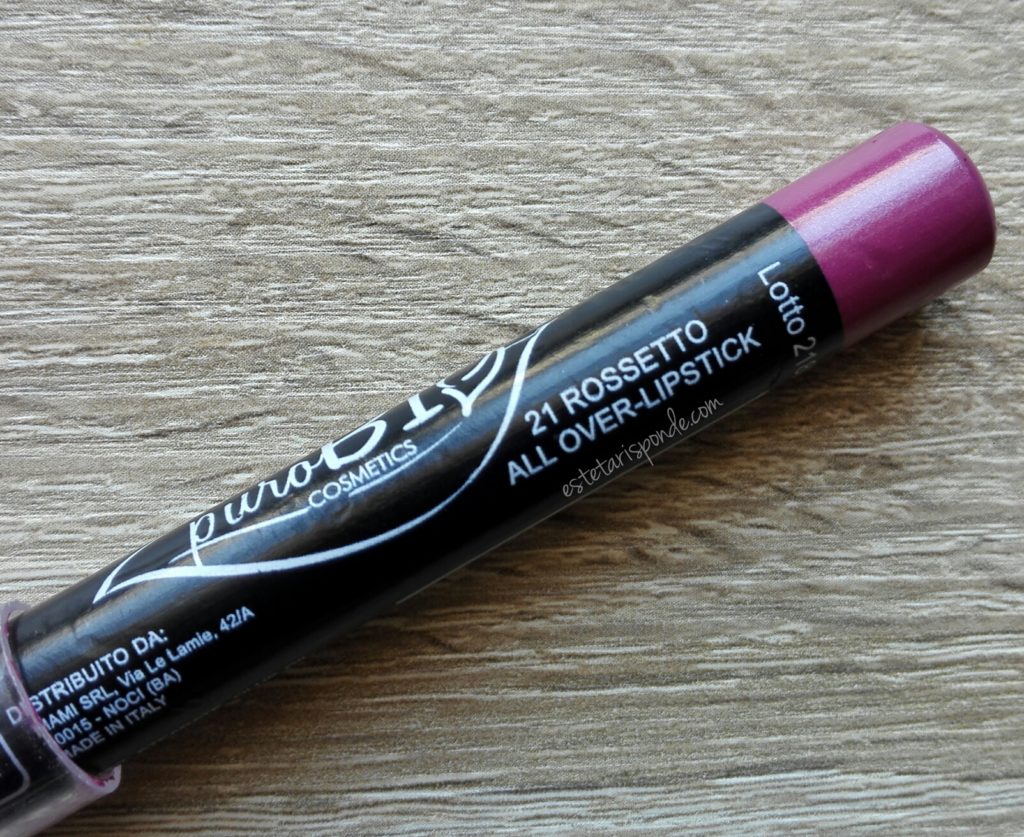 puroBIO
COSMETICS
21 ROSSETTO
ALL OVER-LIPSTICK
Lotto
estetarisponde.com
DISTRIBUITO DA:
SRL, Via Le Lamie, 42/A
NOCI (BA)
MADE IN ITALY